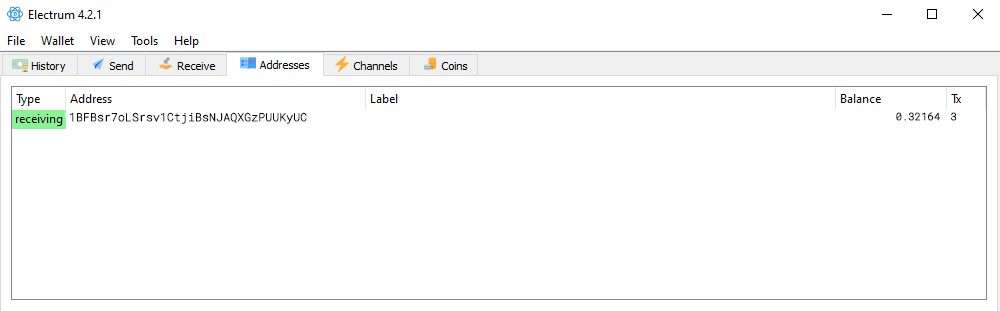 Electrum 4.2.1
File Wallet View Tools Help
History Send Receive Addresses Channels Coins
Type Address Label Balance Tx
receiving 1BFBsr7oLSrsv1CtjiBsNJAQXGzPUUKyUC 0.32164 3